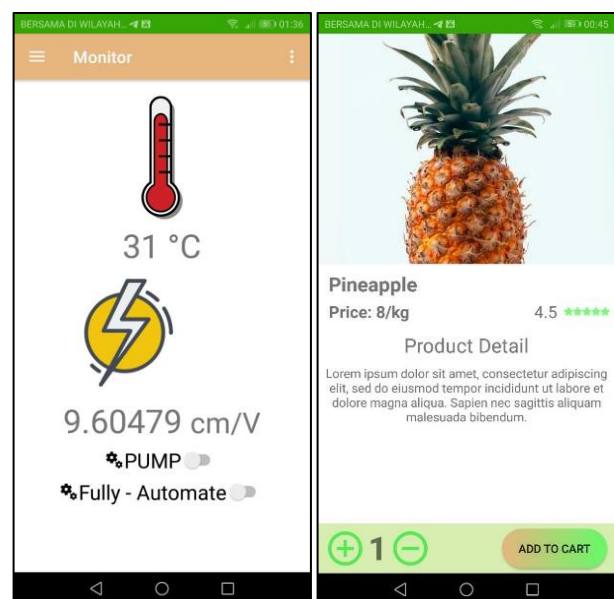 BERSAMA DI WILAYAH... 01:36
Monitor
31 °C
9.60479 cm/V
PUMP
Fully - Automate
BERSAMA DI WILAYAH... 00:45
Pineapple
Price: 8/kg 4.5
Product Detail
Lorem ipsum dolor sit amet, consectetur adipiscing
elit, sed do eiusmod tempor incididunt ut labore et
dolore magna aliqua. Sapien nec sagittis aliquam
malesuada bibendum.
1 ADD TO CART